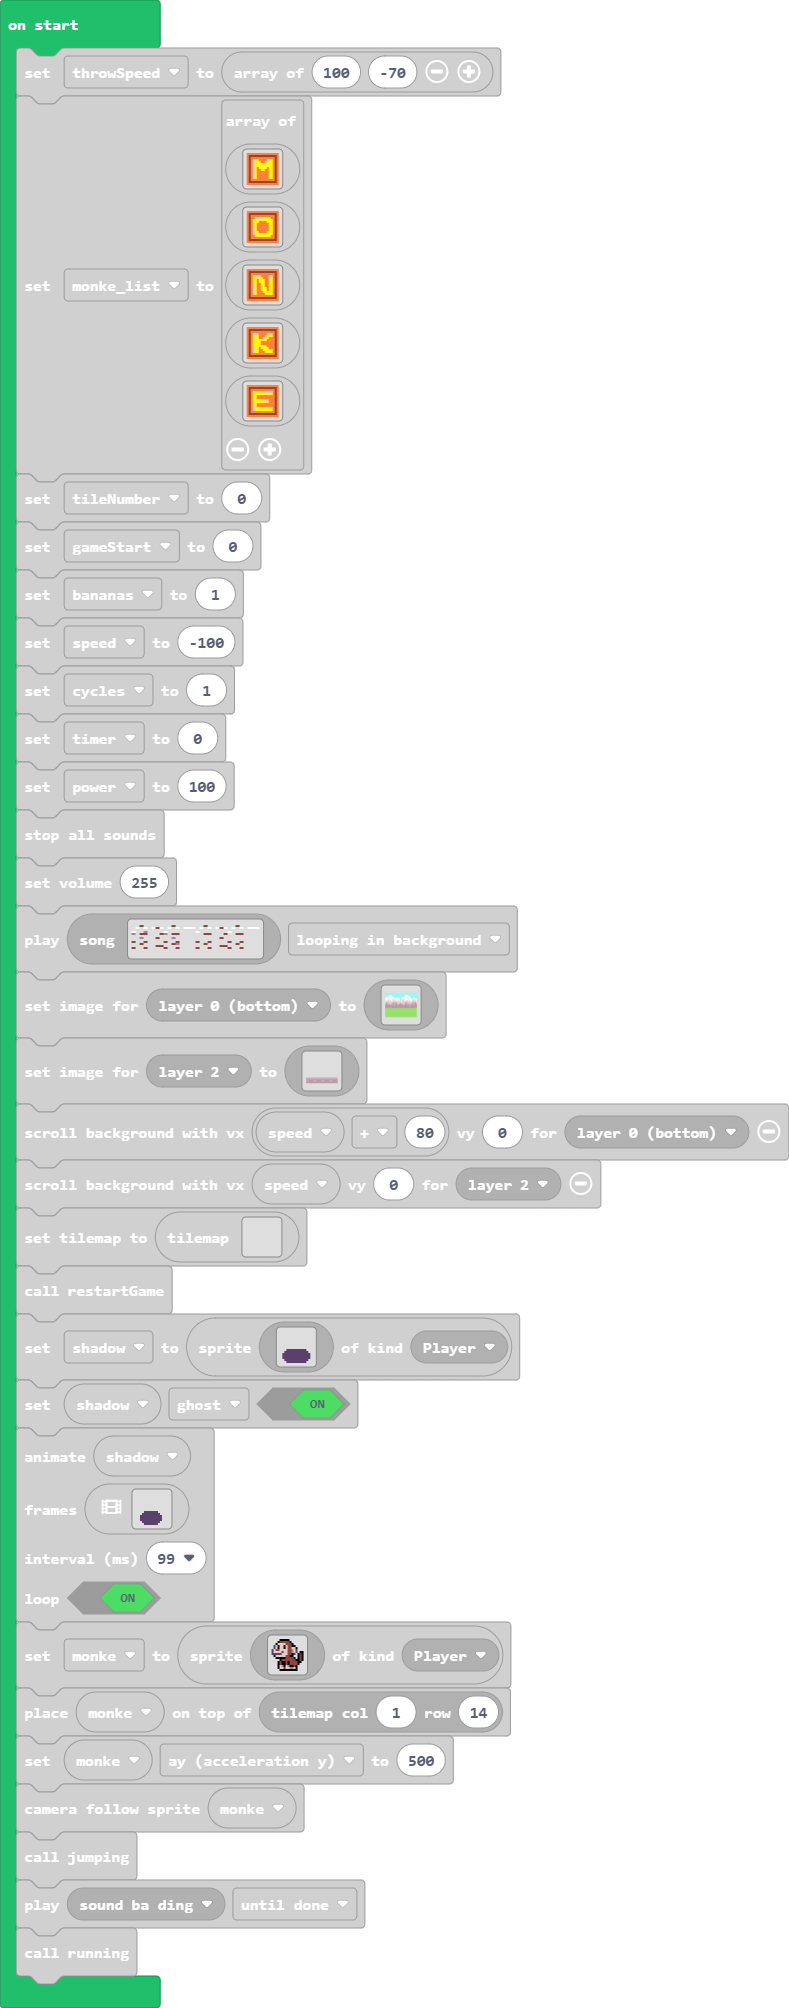 on start
set throwSpeed to array of 100 -70
array of
M
O
set monke_list to
N
K
E
set tileNumber to 0
set gameStart to 0
set bananas to 1
set speed to -100
set cycles to 1
set timer to 0
set power to 100
stop all sounds
set volume 255
play song looping in background
set image for layer 0 (bottom) to
set image for layer 2 to
scroll background with vx speed + 80 vy 0 for layer 0 (bottom)
scroll background with vx speed vy 0 for layer 2
set tilemap to tilemap
call restartGame
set shadow to sprite of kind Player
set shadow ghost ON
animate shadow
frames
interval (ms) 99
loop ON
set monke to sprite of kind Player
place monke on top of tilemap col 1 row 14
set monke ay (acceleration y) to 500
camera follow sprite monke
call jumping
play sound ba ding until done
call running